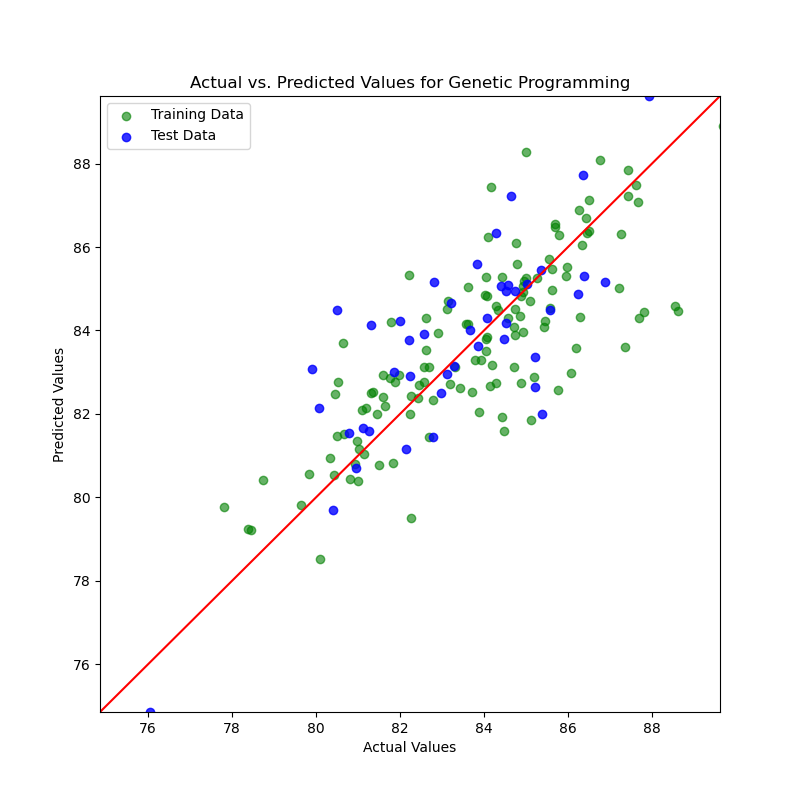 Actual vs. Predicted Values for Genetic Programming
Training Data
Test Data
88
86
84
82
80
78
76
Predicted Values
76 78 80 82 84 86 88
Actual Values